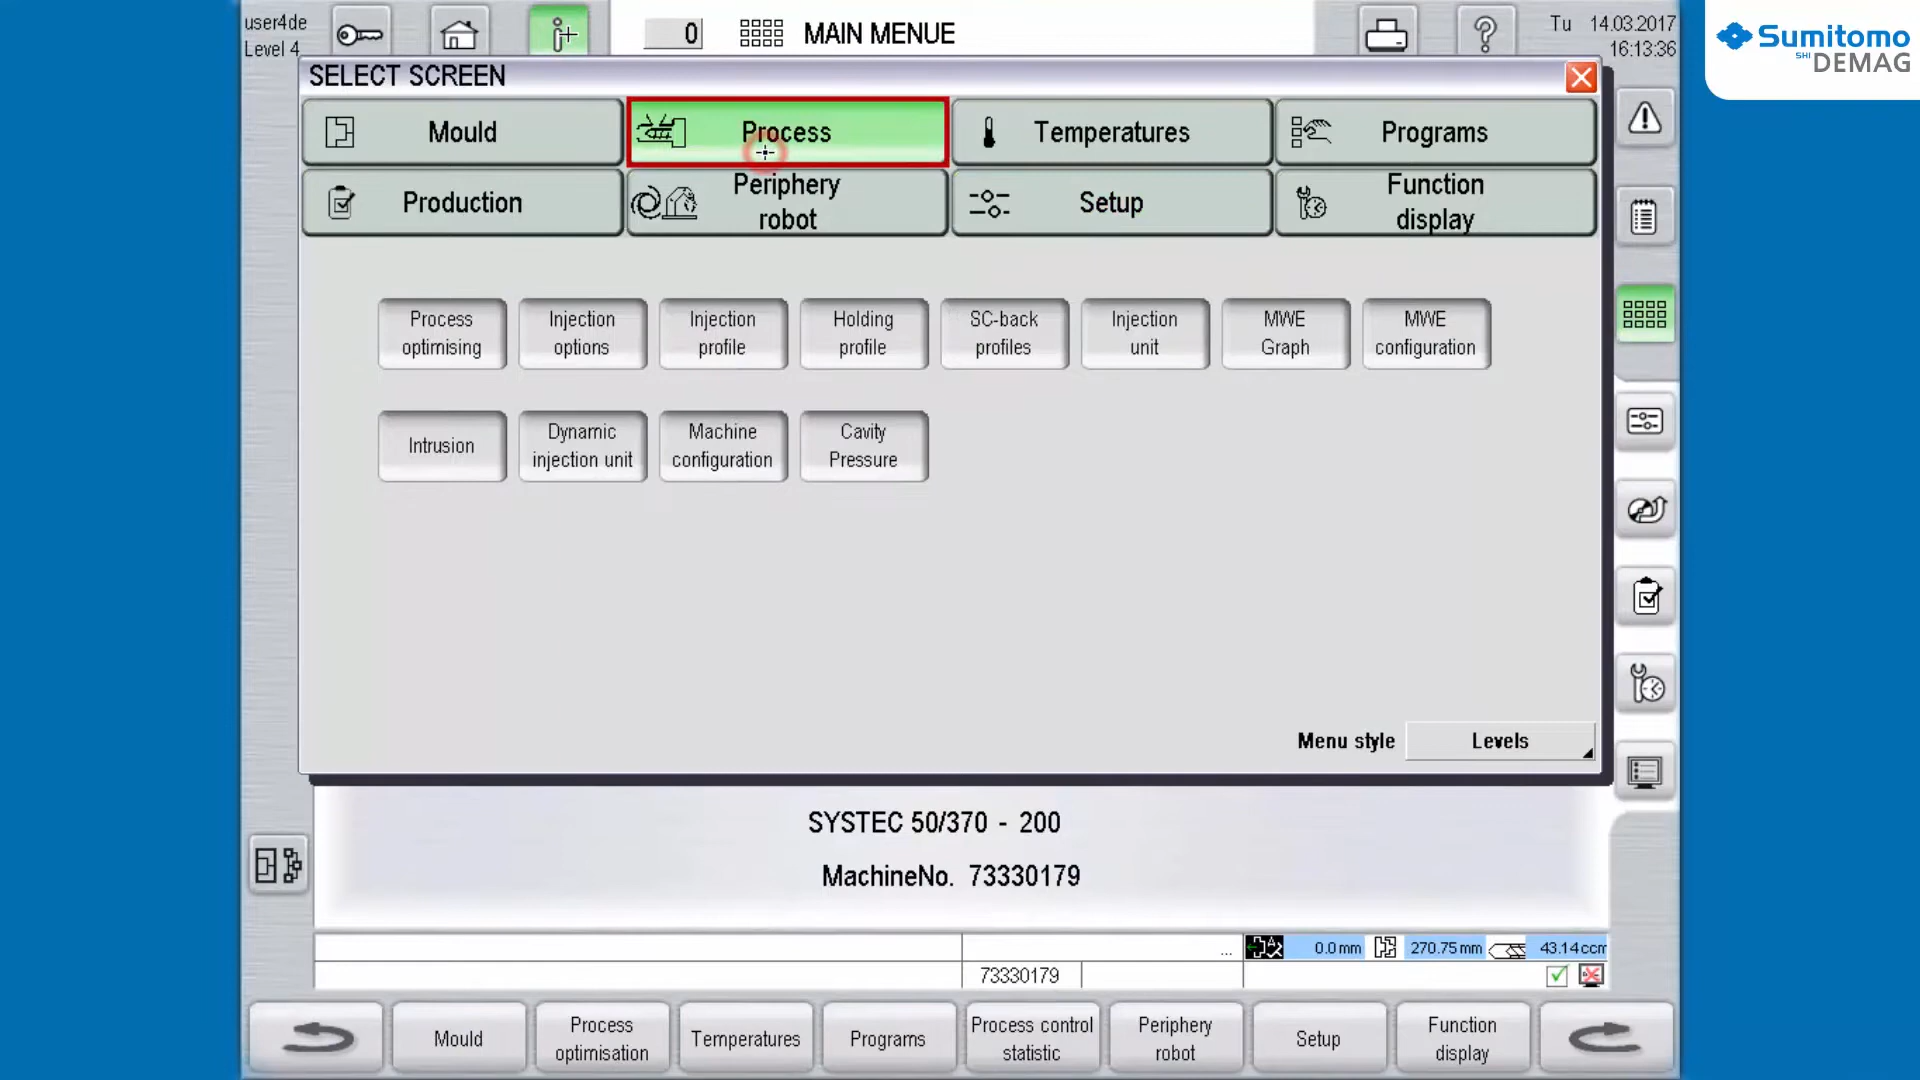 user4de
Level 4
0
MAIN MENUE
Tu 14.03.2017
16:13:36
Sumitomo
SHI DEMAG
SELECT SCREEN
Mould
Process
Temperatures
Programs
Production
Periphery
robot
Setup
Function
display
Process
optimising
Injection
options
Injection
profile
Holding
profile
SC-back
profiles
Injection
unit
MWE
Graph
MWE
configuration
Intrusion
Dynamic
injection unit
Machine
configuration
Cavity
Pressure
Menu style
Levels
SYSTEC 50/370 - 200
MachineNo. 73330179
...
0.0 mm
270.75 mm
43.14 ccm
73330179
Mould
Process
optimisation
Temperatures
Programs
Process control
statistic
Periphery
robot
Setup
Function
display